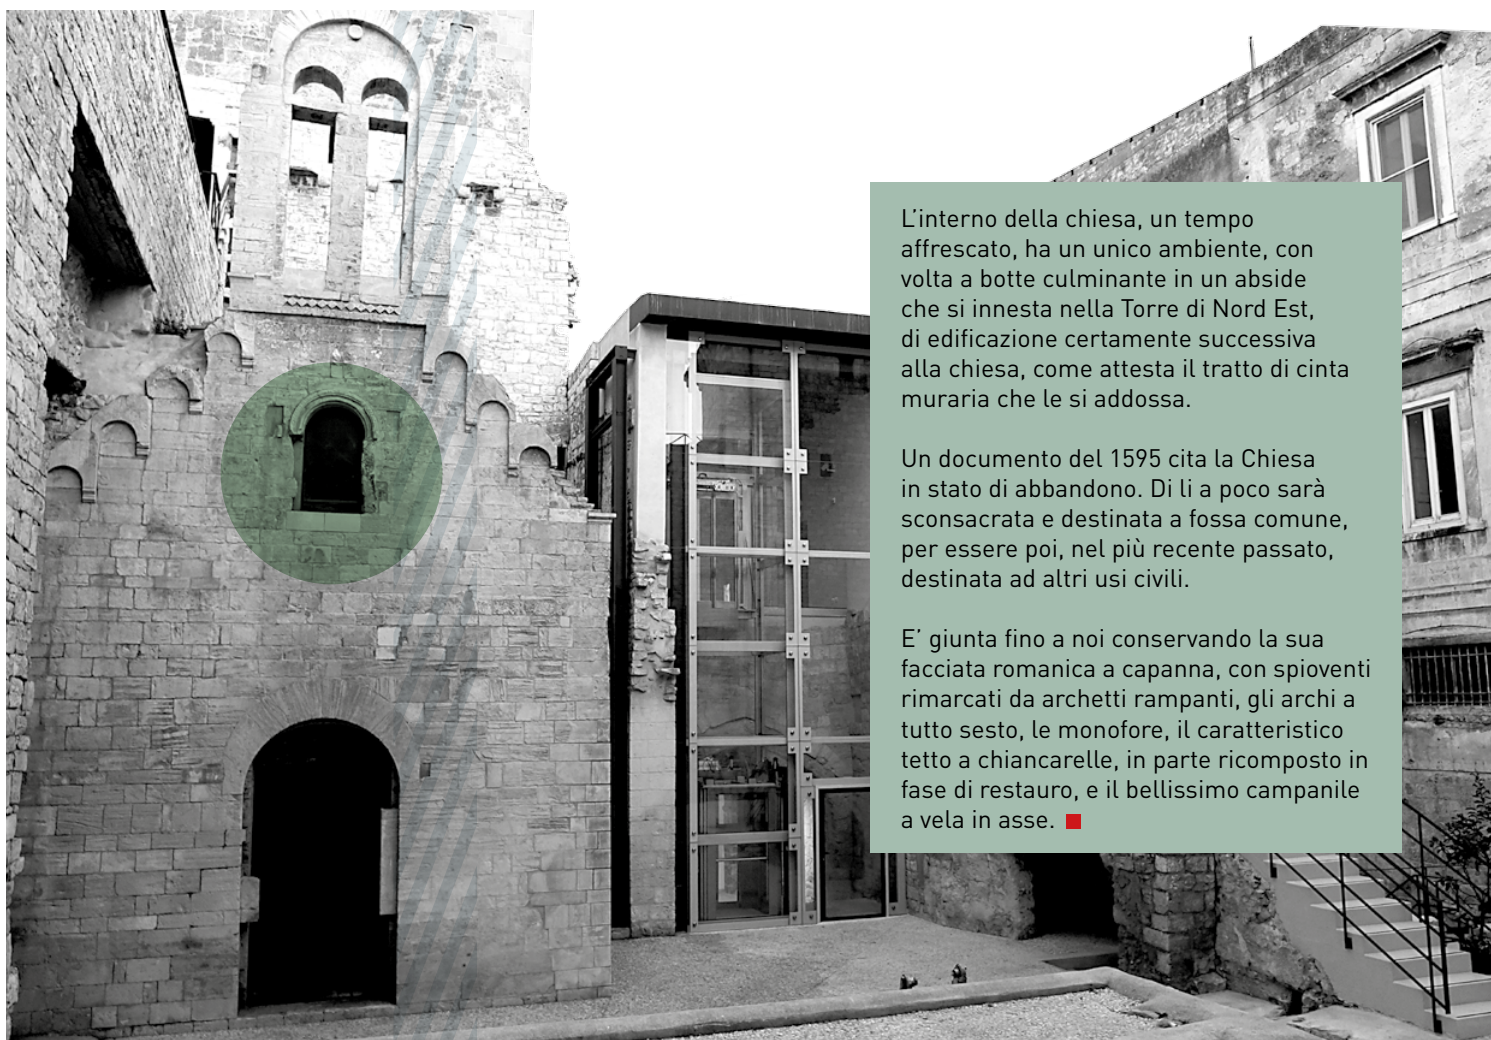 L’interno della chiesa, un tempo
affrescato, ha un unico ambiente, con
volta a botte culminante in un abside
che si innesta nella Torre di Nord Est,
di edificazione certamente successiva
alla chiesa, come attesta il tratto di cinta
muraria che le si addossa.
Un documento del 1595 cita la Chiesa
in stato di abbandono. Di li a poco sarà
sconsacrata e destinata a fossa comune,
per essere poi, nel più recente passato,
destinata ad altri usi civili.
E’ giunta fino a noi conservando la sua
facciata romanica a capanna, con spioventi
rimarcati da archetti rampanti, gli archi a
tutto sesto, le monofore, il caratteristico
tetto a chiancarelle, in parte ricomposto in
fase di restauro, e il bellissimo campanile
a vela in asse.